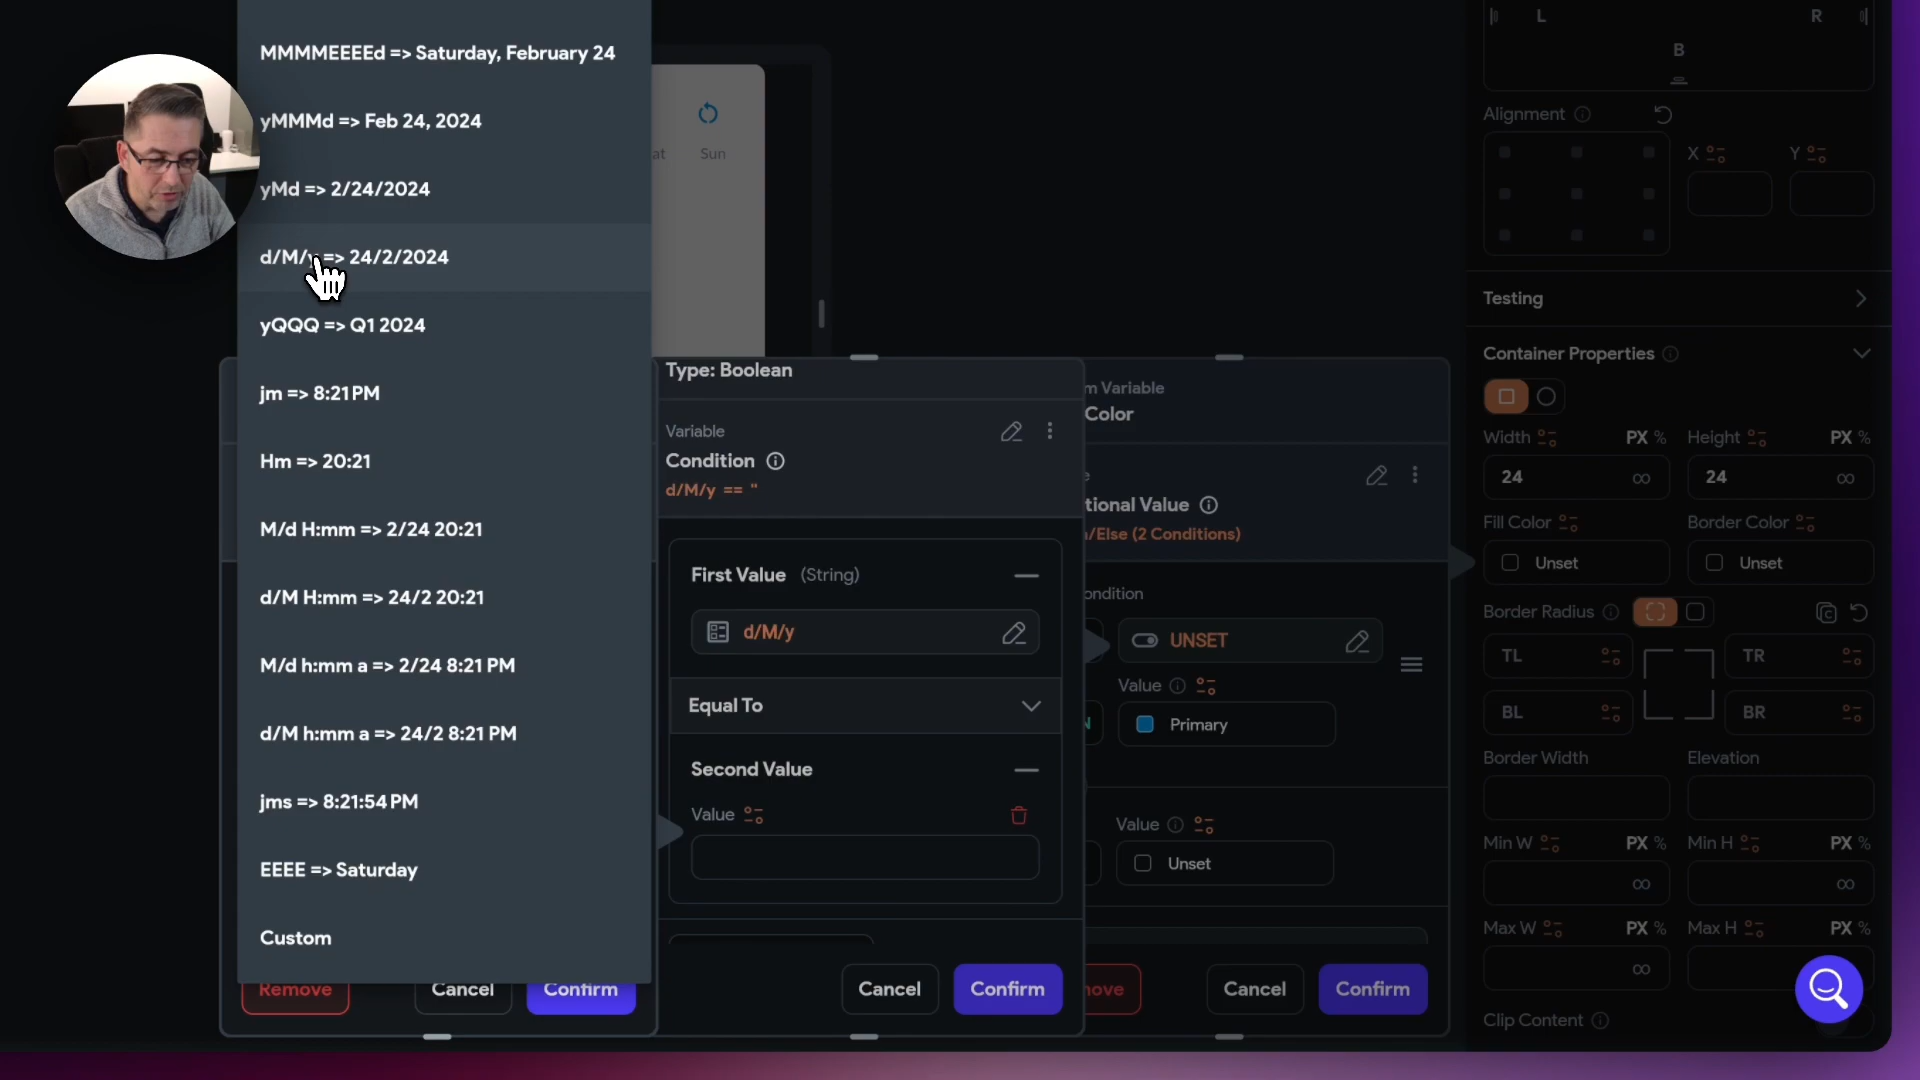 MMMMEEEEd => Saturday, February 24
yMMMd => Feb 24, 2024
yMd => 2/24/2024
d/M/y => 24/2/2024
yQQQ => Q1 2024
jm => 8:21 PM
Hm => 20:21
M/d H:mm => 2/24 20:21
d/M H:mm => 24/2 20:21
M/d h:mm a => 2/24 8:21 PM
d/M h:mm a => 24/2 8:21 PM
jms => 8:21:54 PM
EEEE => Saturday
Custom
Remove
Cancel
Confirm
at
Sun
Type: Boolean
Variable
Condition
d/M/y == "
First Value (String)
d/M/y
Equal To
Second Value
Value
Cancel
Confirm
m Variable
Color
e
tional Value
n/Else (2 Conditions)
ondition
UNSET
Value
N
Primary
Value
Unset
ove
Cancel
Confirm
L
R
B
Alignment
X
Y
Testing
Container Properties
Width PX %
Height PX %
24 ∞
24 ∞
Fill Color
Border Color
Unset
Unset
Border Radius
TL
TR
BL
BR
Border Width
Elevation
Min W PX %
Min H PX %
∞
∞
Max W PX %
Max H PX %
∞
Clip Content